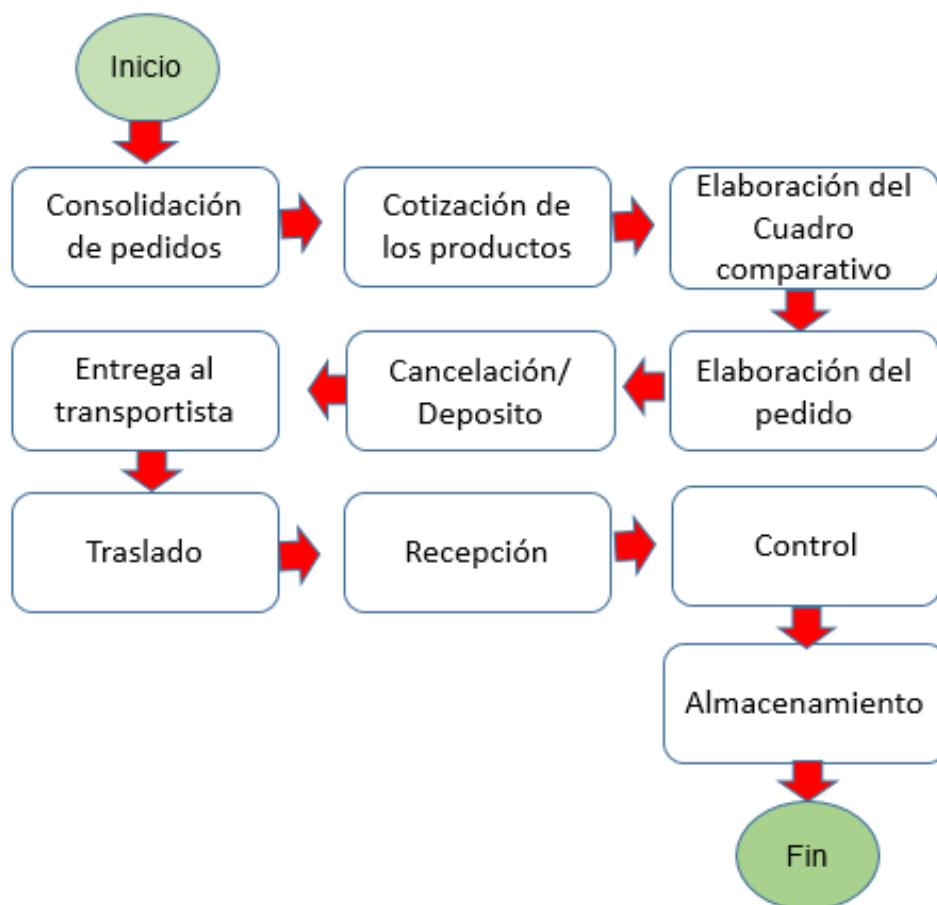 Inicio
Consolidación
de pedidos
Cotización de
los productos
Elaboración del
Cuadro
comparativo
Elaboración del
pedido
Cancelación/
Deposito
Entrega al
transportista
Traslado
Recepción
Control
Almacenamiento
Fin